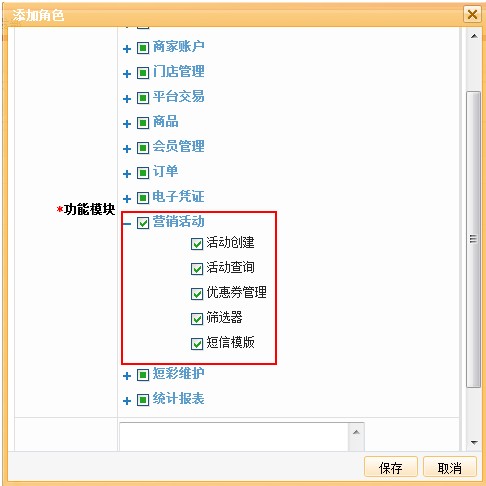 添加角色
商家账户
门店管理
平台交易
商品
会员管理
订单
电子凭证
*功能模块
营销活动
活动创建
活动查询
优惠券管理
筛选器
短信模版
短彩维护
统计报表
保存
取消